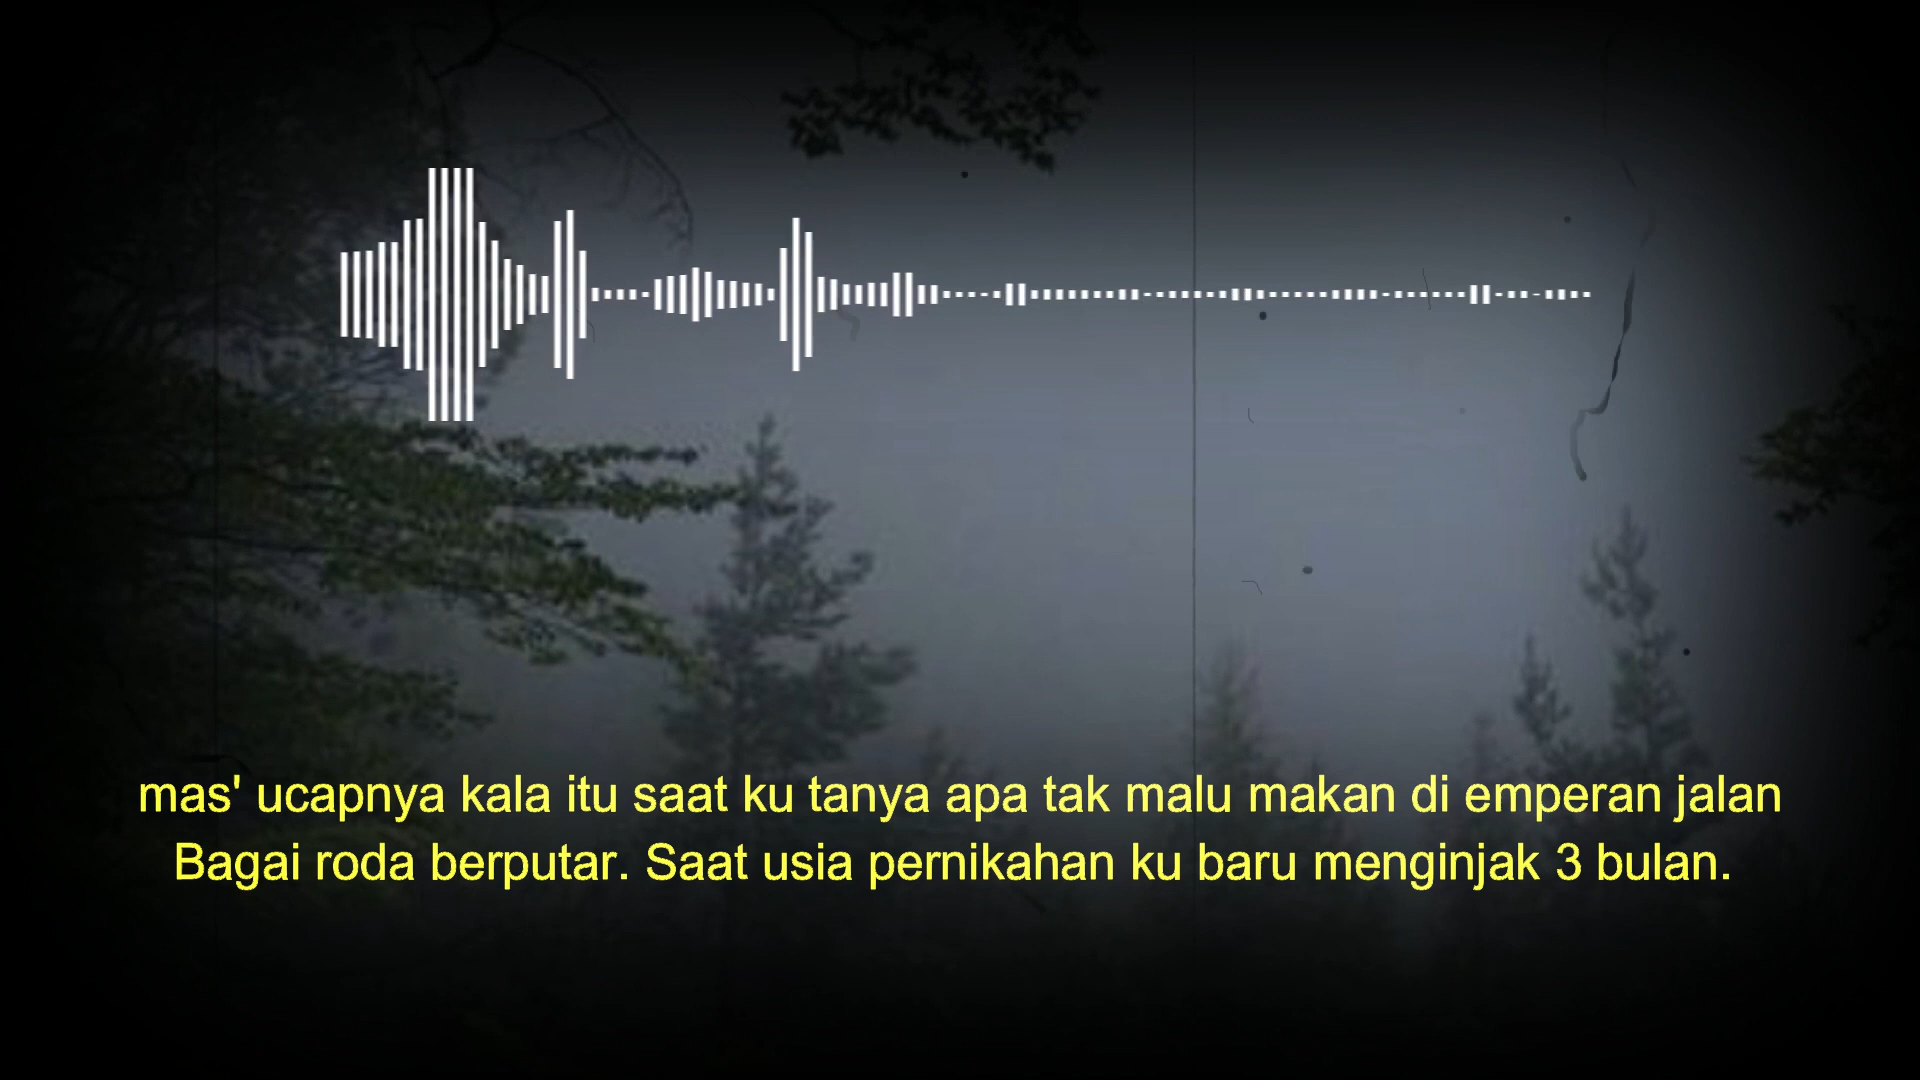 mas' ucapnya kala itu saat ku tanya apa tak malu makan di emperan jalan
Bagai roda berputar. Saat usia pernikahan ku baru menginjak 3 bulan.